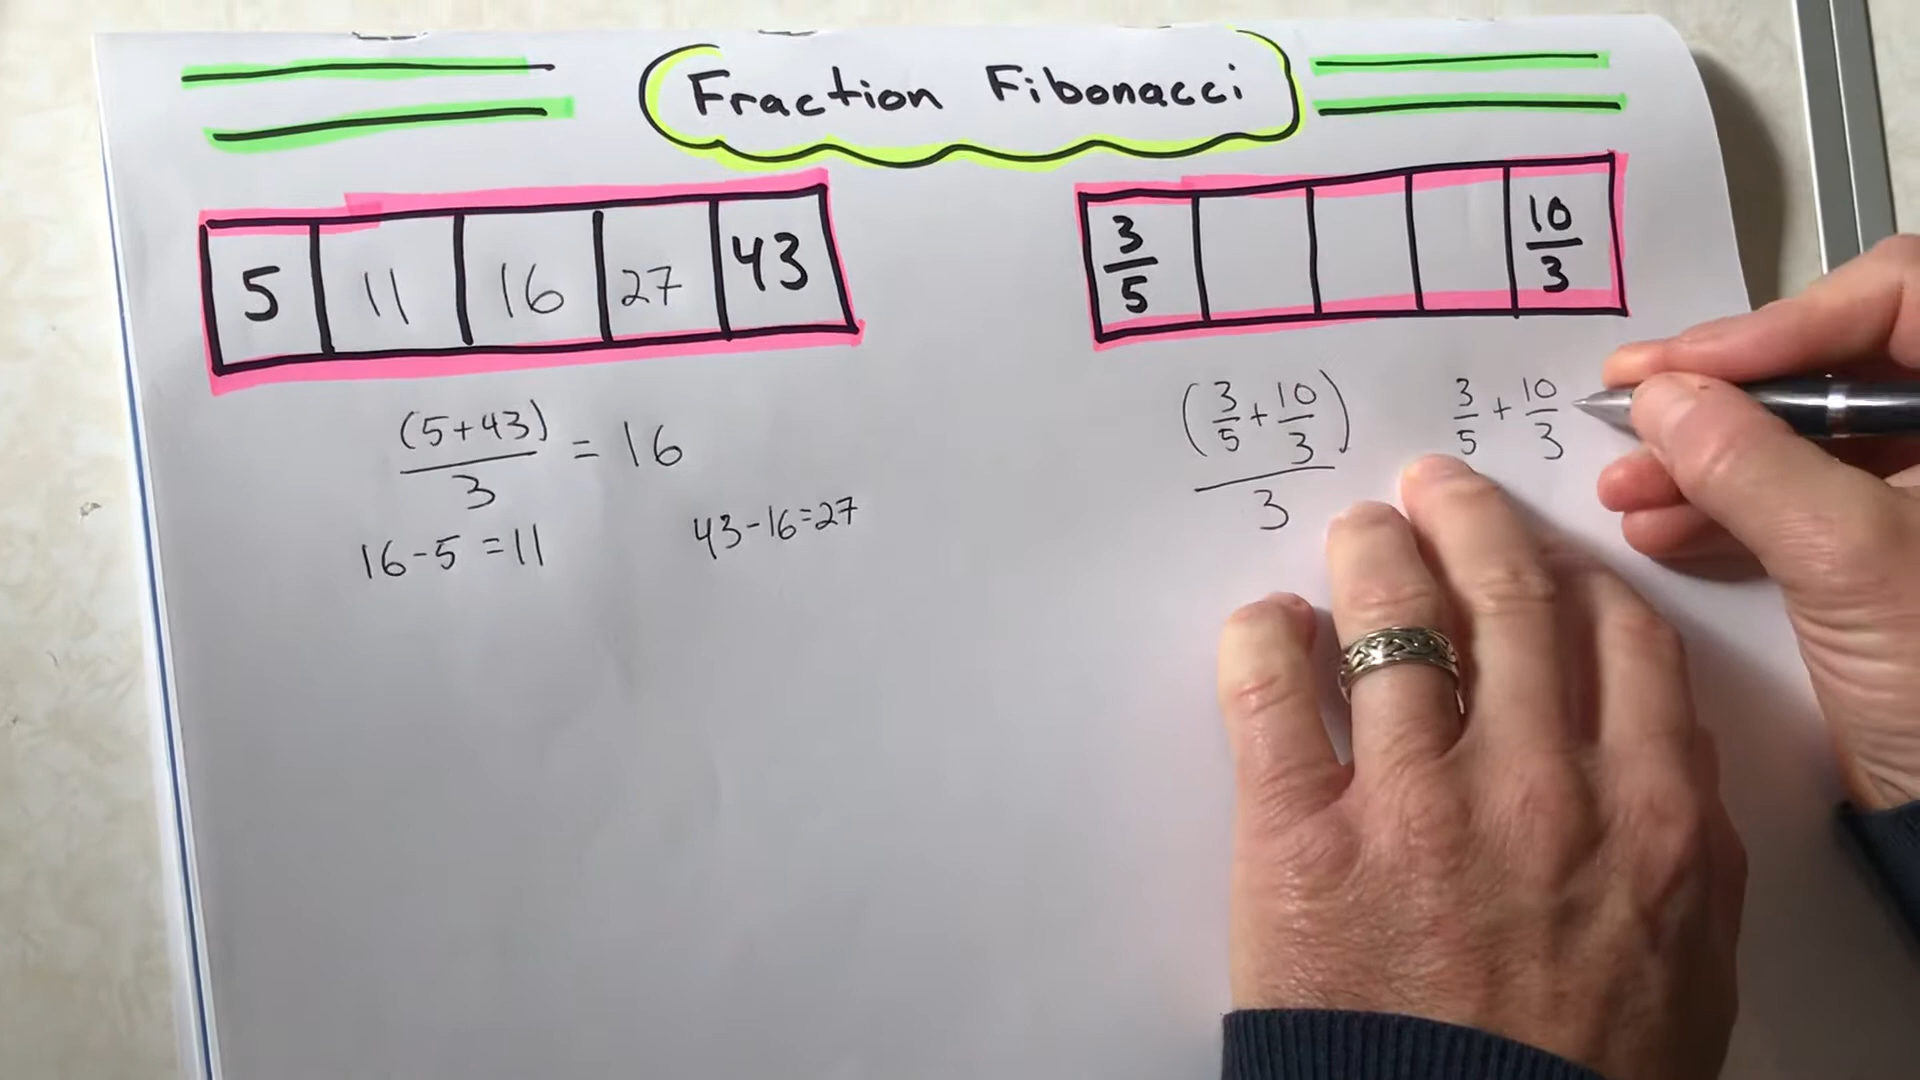 Fraction Fibonacci
5 11 16 27 43
3/5 10/3
(5+43)/3 = 16
16-5=11
43-16=27
(3/5+10/3)/3
3/5+10/3